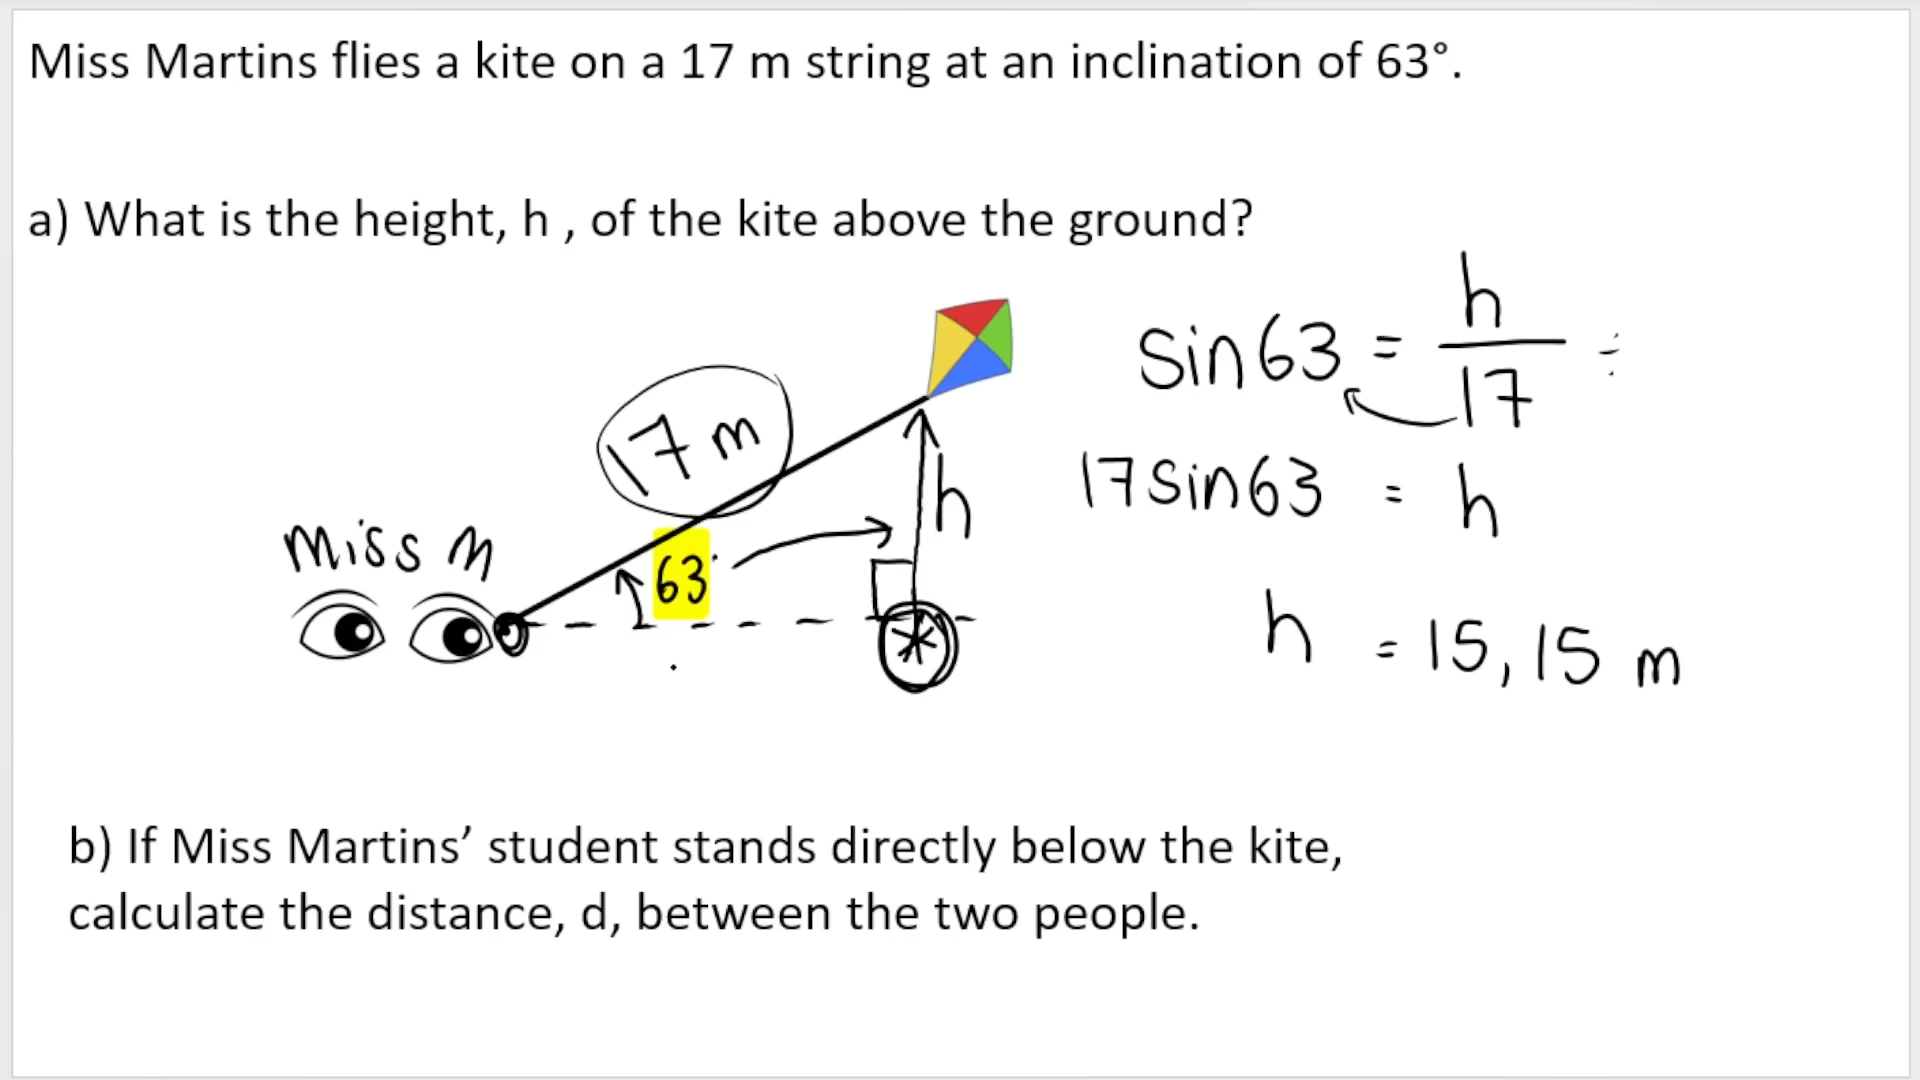 Miss Martins flies a kite on a 17 m string at an inclination of 63°.
a) What is the height, h , of the kite above the ground?
sin 63 = h/17
17 m
17 sin 63 = h
h
Miss M
63°
h = 15,15 m
b) If Miss Martins’ student stands directly below the kite,
calculate the distance, d, between the two people.